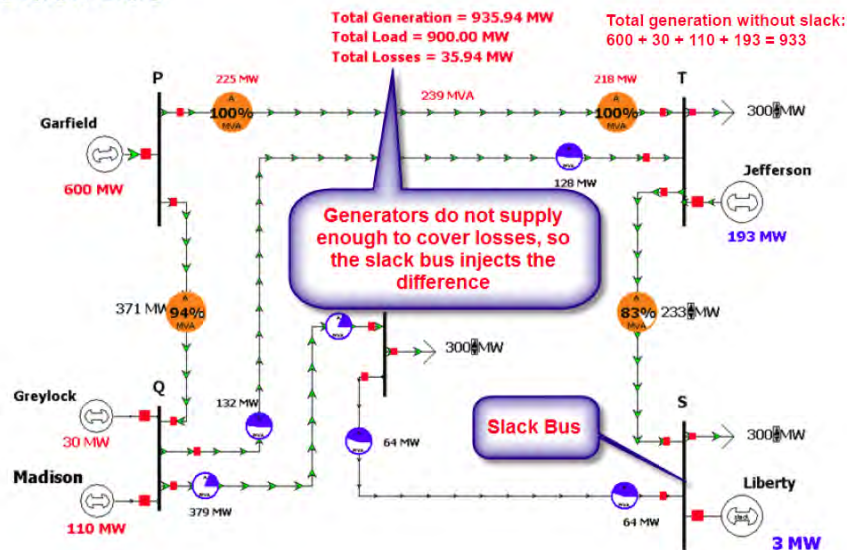 Total Generation = 935.94 MW
Total Load = 900.00 MW
Total Losses = 35.94 MW
Total generation without slack:
600 + 30 + 110 + 193 = 933
P
225 MW
218 MW
T
A
100%
MVA
239 MVA
A
100%
MVA
300 MW
Garfield
600 MW
128 MW
Jefferson
193 MW
Generators do not supply
enough to cover losses, so
the slack bus injects the
difference
371 MW
A
94%
MVA
A
83%
MVA
233 MW
300 MW
Q
Greylock
30 MW
132 MW
64 MW
Slack Bus
S
300 MW
Madison
110 MW
379 MW
64 MW
Liberty
slack
3 MW